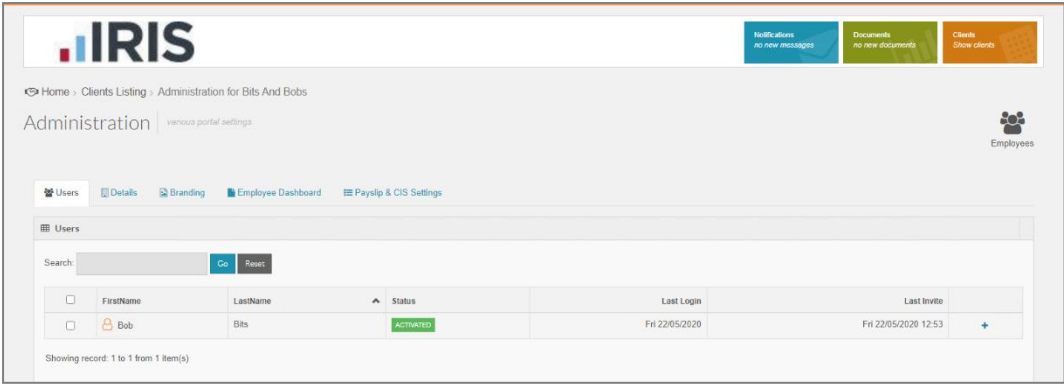 IRIS
Notifications
no new messages
Documents
no new documents
Clients
Show clients
Home > Clients Listing > Administration for Bits And Bobs
Administration various portal settings
Employees
Users Details Branding Employee Dashboard Payslip & CIS Settings
Users
Search: Go Reset
FirstName LastName Status Last Login Last Invite
Bob Bits ACTIVATED Fri 22/05/2020 Fri 22/05/2020 12:53 +
Showing record: 1 to 1 from 1 item(s)